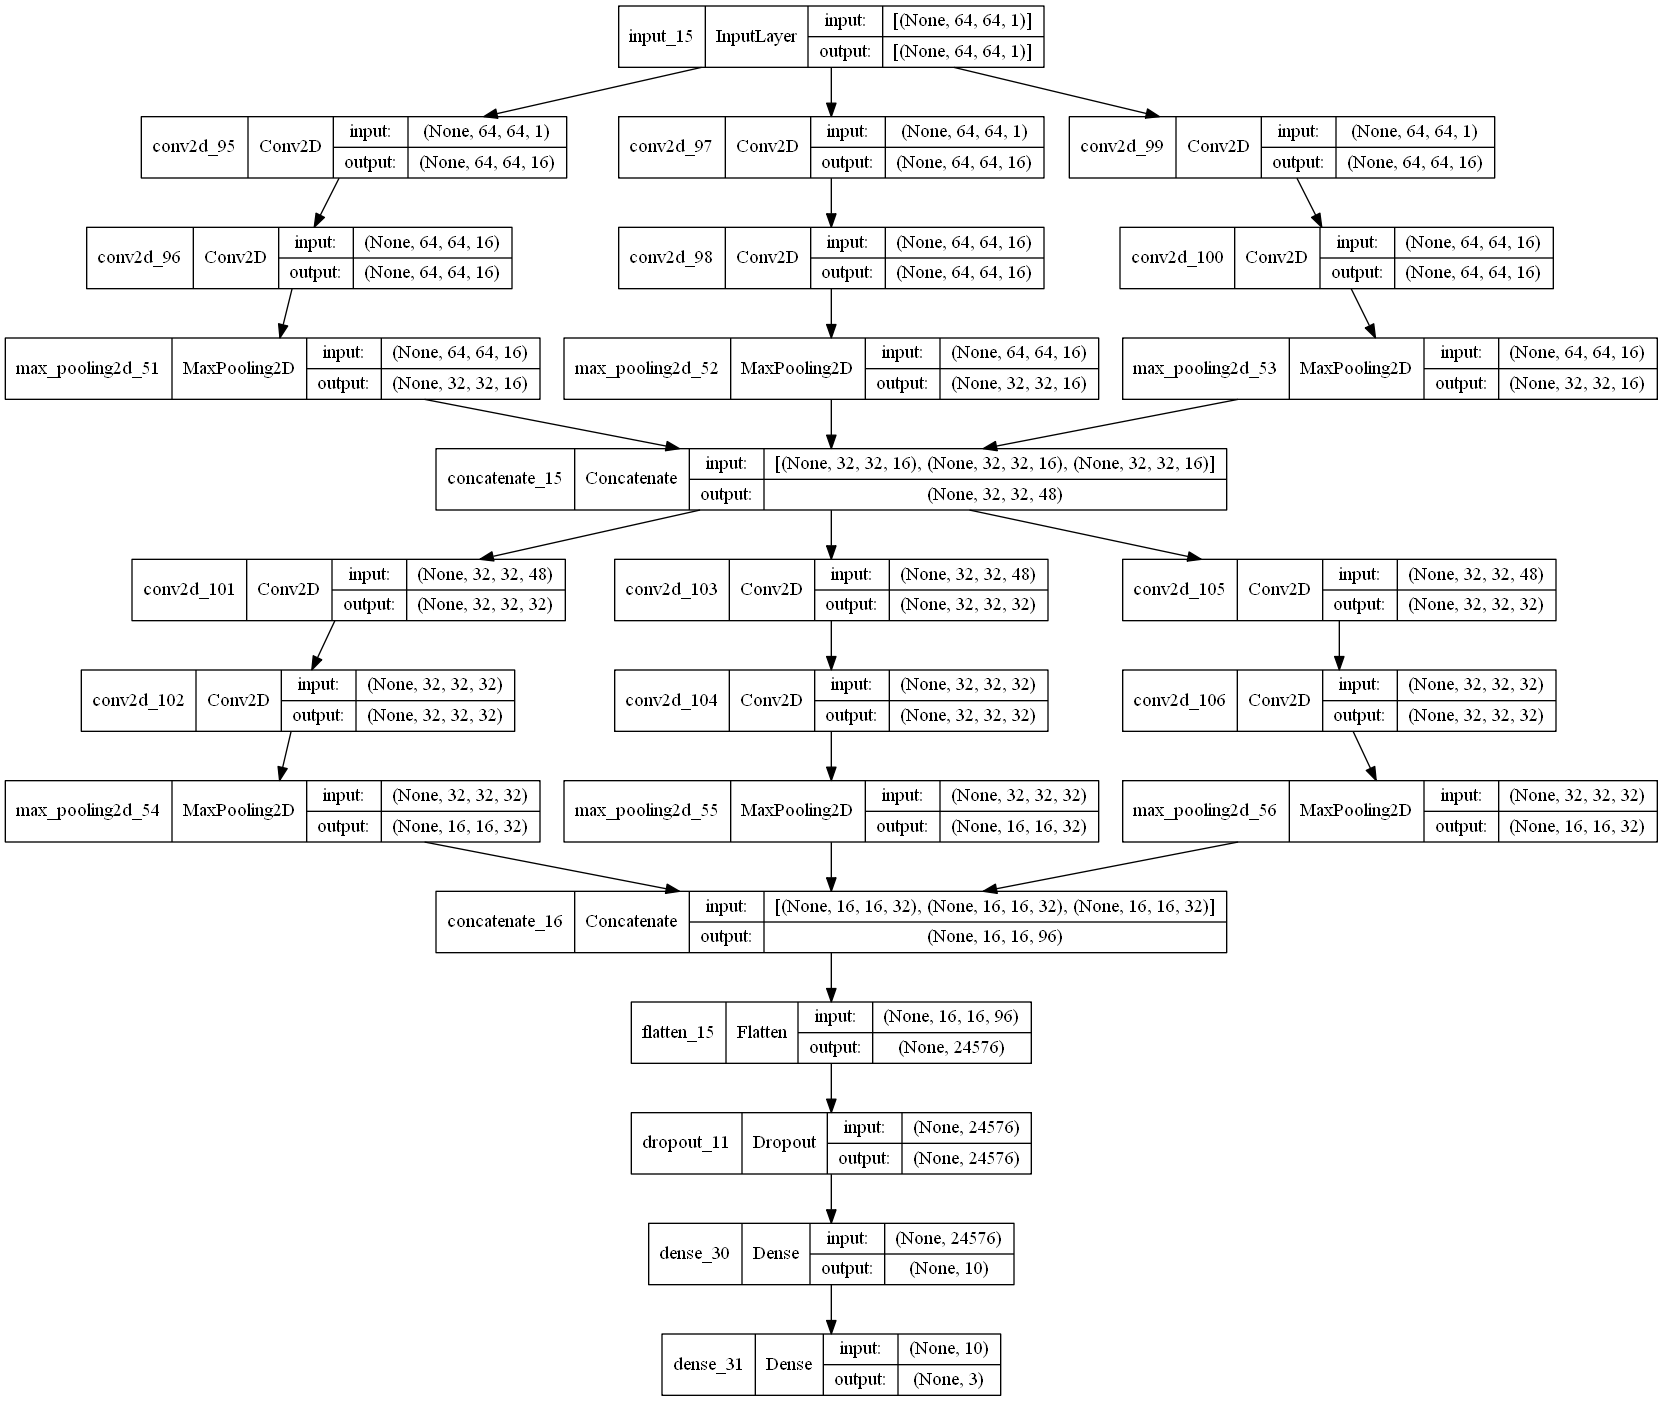 input_15 InputLayer input: [(None, 64, 64, 1)]
output: [(None, 64, 64, 1)]
conv2d_95 Conv2D input: (None, 64, 64, 1)
output: (None, 64, 64, 16)
conv2d_97 Conv2D input: (None, 64, 64, 1)
output: (None, 64, 64, 16)
conv2d_99 Conv2D input: (None, 64, 64, 1)
output: (None, 64, 64, 16)
conv2d_96 Conv2D input: (None, 64, 64, 16)
output: (None, 64, 64, 16)
conv2d_98 Conv2D input: (None, 64, 64, 16)
output: (None, 64, 64, 16)
conv2d_100 Conv2D input: (None, 64, 64, 16)
output: (None, 64, 64, 16)
max_pooling2d_51 MaxPooling2D input: (None, 64, 64, 16)
output: (None, 32, 32, 16)
max_pooling2d_52 MaxPooling2D input: (None, 64, 64, 16)
output: (None, 32, 32, 16)
max_pooling2d_53 MaxPooling2D input: (None, 64, 64, 16)
output: (None, 32, 32, 16)
concatenate_15 Concatenate input: [(None, 32, 32, 16), (None, 32, 32, 16), (None, 32, 32, 16)]
output: (None, 32, 32, 48)
conv2d_101 Conv2D input: (None, 32, 32, 48)
output: (None, 32, 32, 32)
conv2d_103 Conv2D input: (None, 32, 32, 48)
output: (None, 32, 32, 32)
conv2d_105 Conv2D input: (None, 32, 32, 48)
output: (None, 32, 32, 32)
conv2d_102 Conv2D input: (None, 32, 32, 32)
output: (None, 32, 32, 32)
conv2d_104 Conv2D input: (None, 32, 32, 32)
output: (None, 32, 32, 32)
conv2d_106 Conv2D input: (None, 32, 32, 32)
output: (None, 32, 32, 32)
max_pooling2d_54 MaxPooling2D input: (None, 32, 32, 32)
output: (None, 16, 16, 32)
max_pooling2d_55 MaxPooling2D input: (None, 32, 32, 32)
output: (None, 16, 16, 32)
max_pooling2d_56 MaxPooling2D input: (None, 32, 32, 32)
output: (None, 16, 16, 32)
concatenate_16 Concatenate input: [(None, 16, 16, 32), (None, 16, 16, 32), (None, 16, 16, 32)]
output: (None, 16, 16, 96)
flatten_15 Flatten input: (None, 16, 16, 96)
output: (None, 24576)
dropout_11 Dropout input: (None, 24576)
output: (None, 24576)
dense_30 Dense input: (None, 24576)
output: (None, 10)
dense_31 Dense input: (None, 10)
output: (None, 3)